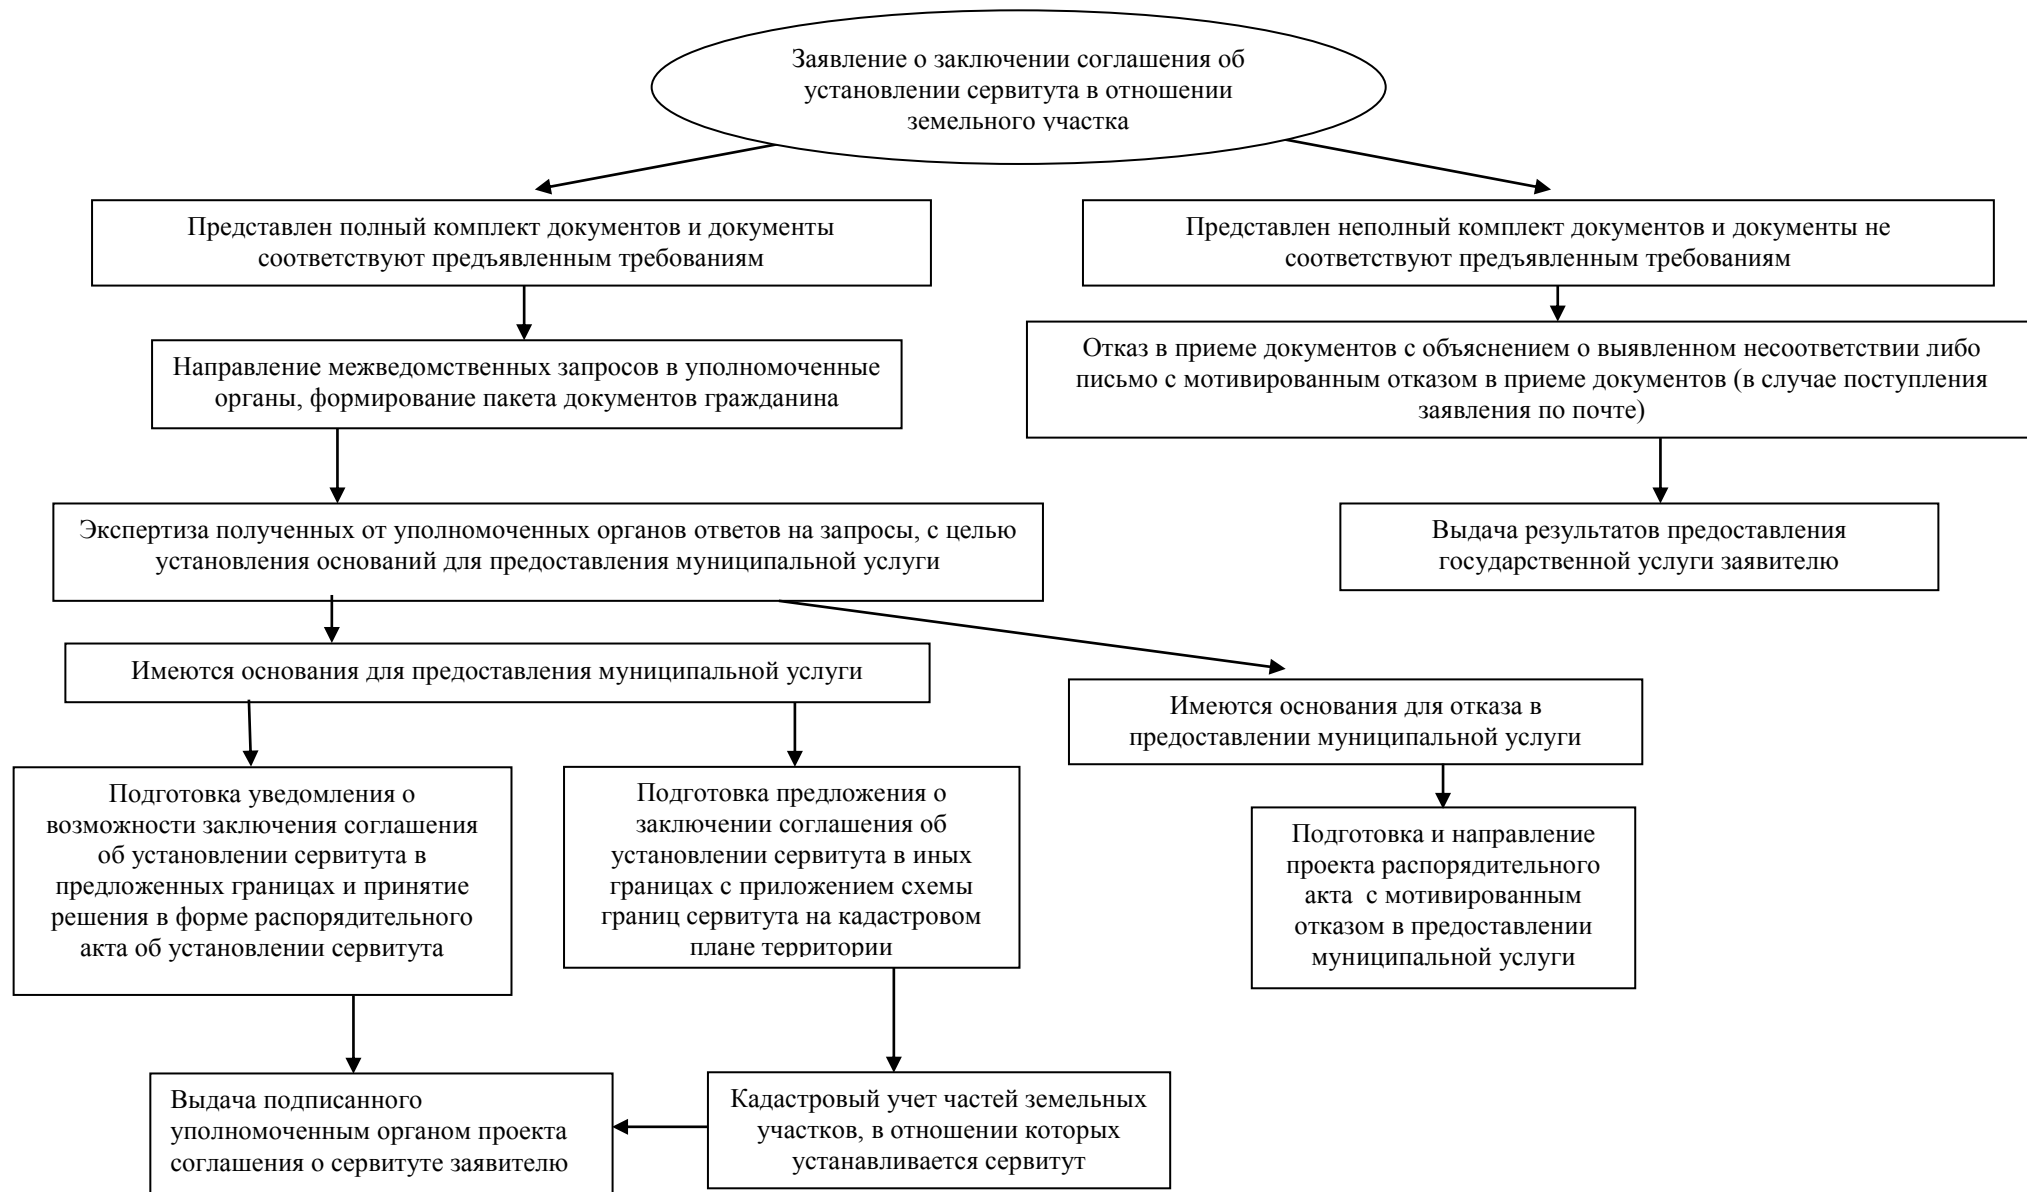 Заявление о заключении соглашения об
установлении сервитута в отношении
земельного участка
Представлен полный комплект документов и документы
соответствуют предъявленным требованиям
Представлен неполный комплект документов и документы не
соответствуют предъявленным требованиям
Направление межведомственных запросов в уполномоченные
органы, формирование пакета документов гражданина
Отказ в приеме документов с объяснением о выявленном несоответствии либо
письмо с мотивированным отказом в приеме документов (в случае поступления
заявления по почте)
Экспертиза полученных от уполномоченных органов ответов на запросы, с целью
установления оснований для предоставления муниципальной услуги
Выдача результатов предоставления
государственной услуги заявителю
Имеются основания для предоставления муниципальной услуги
Имеются основания для отказа в
предоставлении муниципальной услуги
Подготовка уведомления о
возможности заключения соглашения
об установлении сервитута в
предложенных границах и принятие
решения в форме распорядительного
акта об установлении сервитута
Подготовка предложения о
заключении соглашения об
установлении сервитута в иных
границах с приложением схемы
границ сервитута на кадастровом
плане территории
Подготовка и направление
проекта распорядительного
акта с мотивированным
отказом в предоставлении
муниципальной услуги
Выдача подписанного
уполномоченным органом проекта
соглашения о сервитуте заявителю
Кадастровый учет частей земельных
участков, в отношении которых
устанавливается сервитут